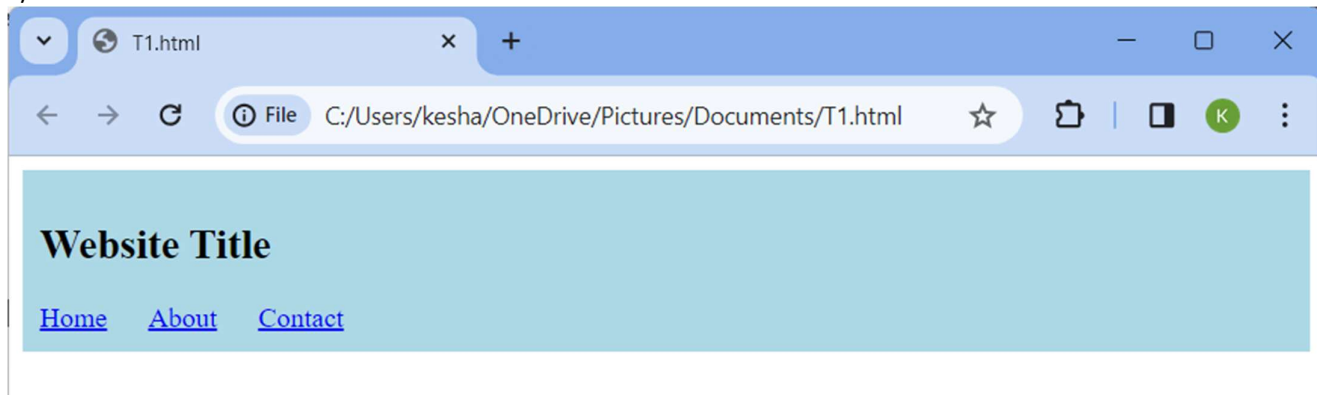 T1.html
File C:/Users/kesha/OneDrive/Pictures/Documents/T1.html K
Website Title
Home About Contact